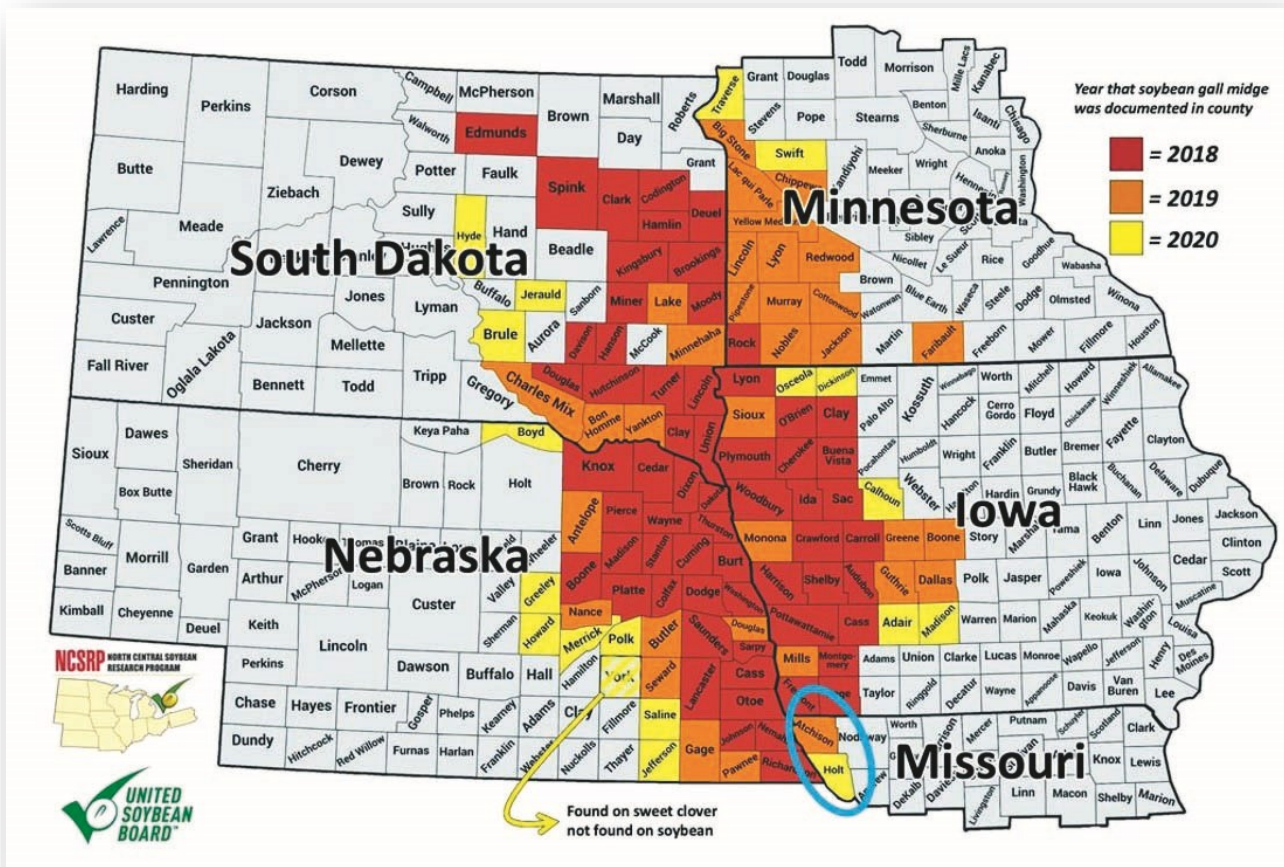 Year that soybean gall midge
was documented in county
= 2018
= 2019
= 2020
South Dakota
Harding
Perkins
Corson
Campbell
McPherson
Brown
Marshall
Roberts
Walworth
Edmunds
Day
Grant
Butte
Ziebach
Dewey
Potter
Faulk
Spink
Clark
Codington
Hamlin
Deuel
Lawrence
Meade
Sully
Hyde
Hand
Beadle
Kingsbury
Brookings
Pennington
Buffalo
Jerauld
Sanborn
Miner
Lake
Moody
Custer
Jackson
Jones
Lyman
Brule
Aurora
Davison
Hanson
McCook
Minnehaha
Fall River
Oglala Lakota
Mellette
Bennett
Todd
Tripp
Gregory
Charles Mix
Douglas
Hutchinson
Turner
Lincoln
Bon
Homme
Yankton
Clay
Union
Minnesota
Traverse
Grant
Douglas
Todd
Morrison
Mille Lacs
Kanabec
Big Stone
Stevens
Pope
Stearns
Benton
Sherburne
Isanti
Chisago
Anoka
Washington
Swift
Lac qui Parle
Meeker
Wright
Lincoln
Lyon
Redwood
Sibley
Nicollet
Le Sueur
Rice
Goodhue
Wabasha
Brown
Pipestone
Murray
Cottonwood
Watonwan
Blue Earth
Waseca
Steele
Dodge
Olmsted
Winona
Rock
Nobles
Jackson
Martin
Faribault
Freeborn
Mower
Fillmore
Houston
Nebraska
Sioux
Dawes
Box Butte
Sheridan
Cherry
Keya Paha
Boyd
Brown
Rock
Holt
Knox
Cedar
Dixon
Dakota
Scotts Bluff
Banner
Morrill
Garden
Grant
Arthur
McPherson
Logan
Antelope
Pierce
Wayne
Thurston
Kimball
Cheyenne
Deuel
Keith
Lincoln
Custer
Valley
Greeley
Boone
Madison
Stanton
Cuming
Burt
Sherman
Howard
Nance
Platte
Colfax
Dodge
Washington
Merrick
Polk
Butler
Saunders
Douglas
Sarpy
Perkins
Dawson
Buffalo
Hall
Hamilton
York
Seward
Lancaster
Cass
Otoe
Chase
Hayes
Frontier
Gosper
Phelps
Kearney
Adams
Clay
Fillmore
Saline
Dundy
Hitchcock
Red Willow
Furnas
Harlan
Franklin
Nuckolls
Thayer
Jefferson
Gage
Johnson
Pawnee
Iowa
Lyon
Osceola
Dickinson
Emmet
Kossuth
Winnebago
Worth
Mitchell
Howard
Winneshiek
Allamakee
Sioux
O'Brien
Clay
Palo Alto
Hancock
Cerro
Gordo
Floyd
Chickasaw
Fayette
Clayton
Plymouth
Cherokee
Buena
Vista
Pocahontas
Humboldt
Wright
Franklin
Butler
Bremer
Woodbury
Ida
Sac
Calhoun
Webster
Hardin
Grundy
Black
Hawk
Buchanan
Delaware
Dubuque
Monona
Crawford
Carroll
Greene
Boone
Story
Benton
Linn
Jones
Jackson
Clinton
Harrison
Shelby
Audubon
Guthrie
Dallas
Polk
Jasper
Poweshiek
Iowa
Johnson
Cedar
Scott
Muscatine
Pottawattamie
Cass
Adair
Madison
Warren
Marion
Mahaska
Keokuk
Washin-
gton
Louisa
Mills
Montgo-
mery
Adams
Union
Clarke
Lucas
Monroe
Wapello
Jefferson
Henry
Des
Moines
Taylor
Ringgold
Decatur
Wayne
Appanoose
Davis
Van
Buren
Lee
Missouri
Atchison
Holt
Worth
Putnam
Schuyler
Scotland
Clark
Knox
Lewis
DeKalb
Livingston
Linn
Macon
Shelby
Marion
NCSRP NORTH CENTRAL SOYBEAN
RESEARCH PROGRAM
UNITED
SOYBEAN
BOARD™
Found on sweet clover
not found on soybean